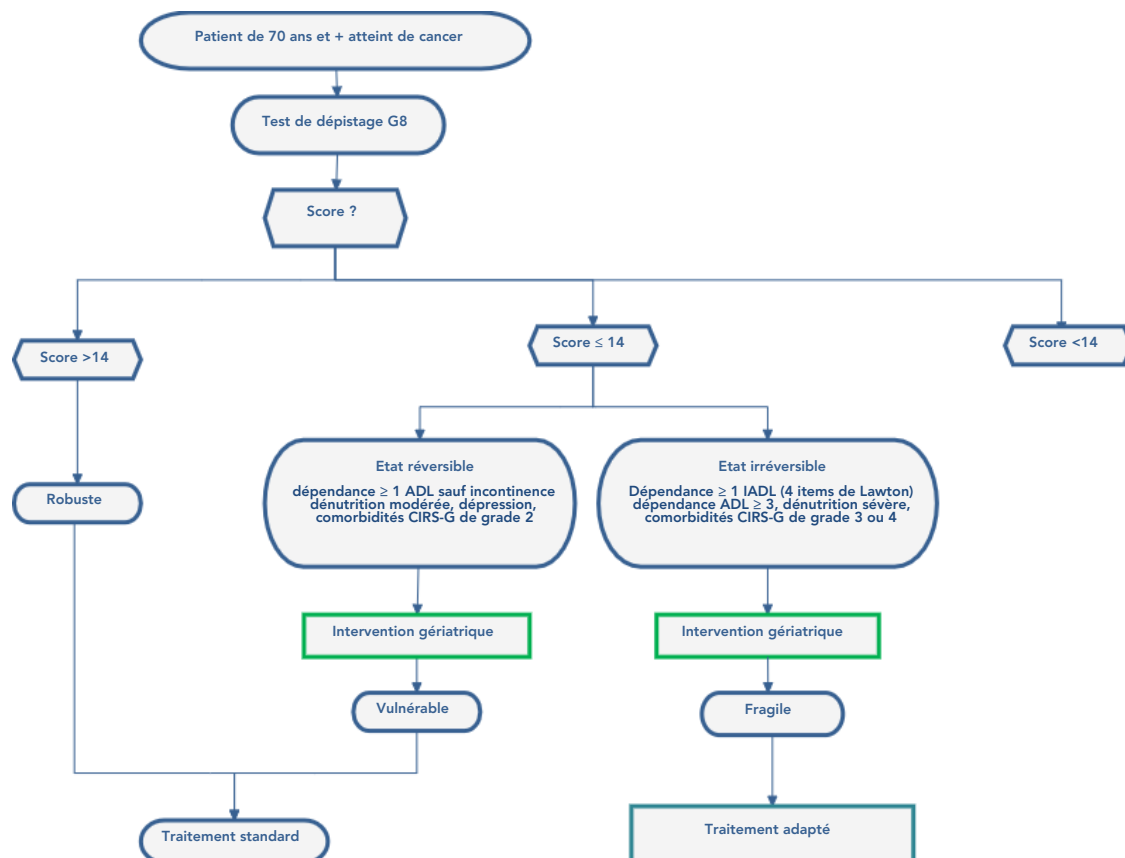 Patient de 70 ans et + atteint de cancer
Test de dépistage G8
Score ?
Score >14
Score ≤ 14
Score <14
Etat réversible
dépendance ≥ 1 ADL sauf incontinence
dénutrition modérée, dépression,
comorbidités CIRS-G de grade 2
Etat irréversible
Dépendance ≥ 1 IADL (4 items de Lawton)
dépendance ADL ≥ 3, dénutrition sévère,
comorbidités CIRS-G de grade 3 ou 4
Robuste
Intervention gériatrique
Intervention gériatrique
Vulnérable
Fragile
Traitement standard
Traitement adapté